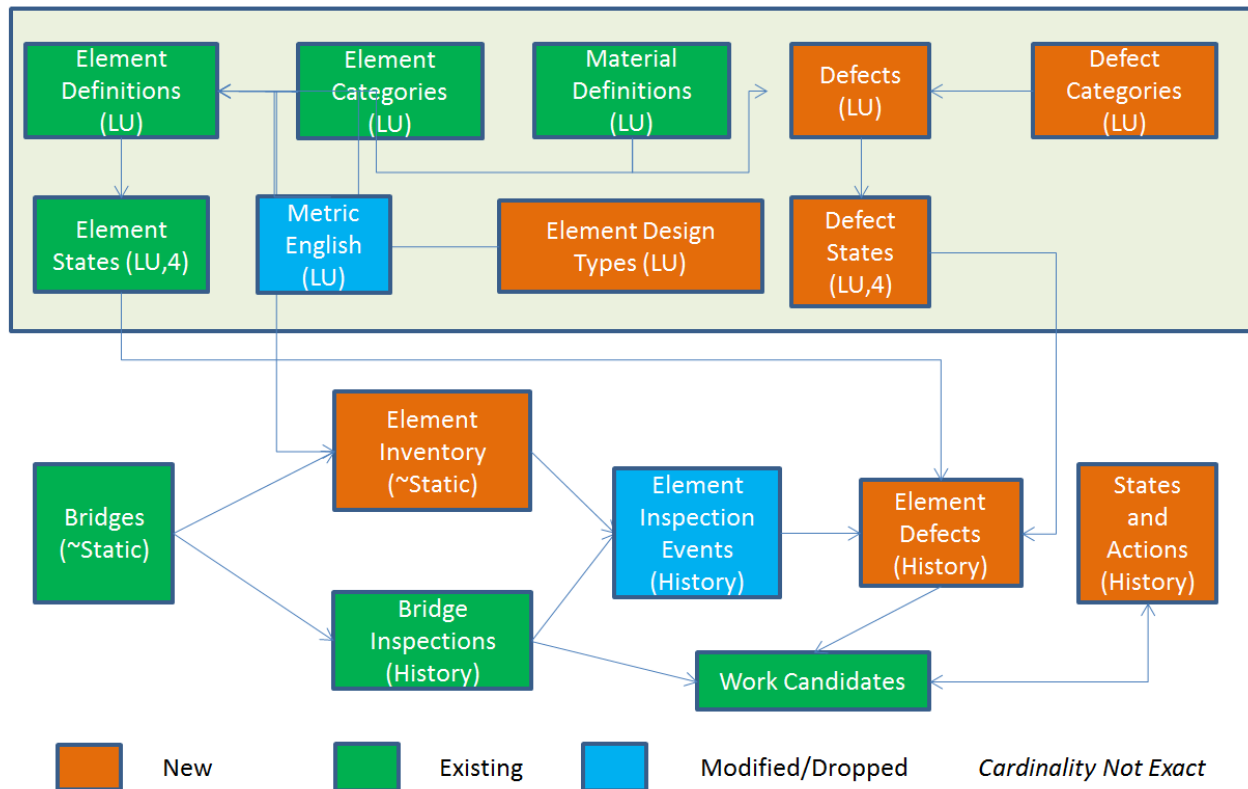 Element
Definitions
(LU)
Element
Categories
(LU)
Material
Definitions
(LU)
Defects
(LU)
Defect
Categories
(LU)
Element
States (LU,4)
Metric
English
(LU)
Element Design
Types (LU)
Defect
States
(LU,4)
Bridges
(~Static)
Element
Inventory
(~Static)
Bridge
Inspections
(History)
Element
Inspection
Events
(History)
Element
Defects
(History)
States
and
Actions
(History)
Work Candidates
New
Existing
Modified/Dropped
Cardinality Not Exact